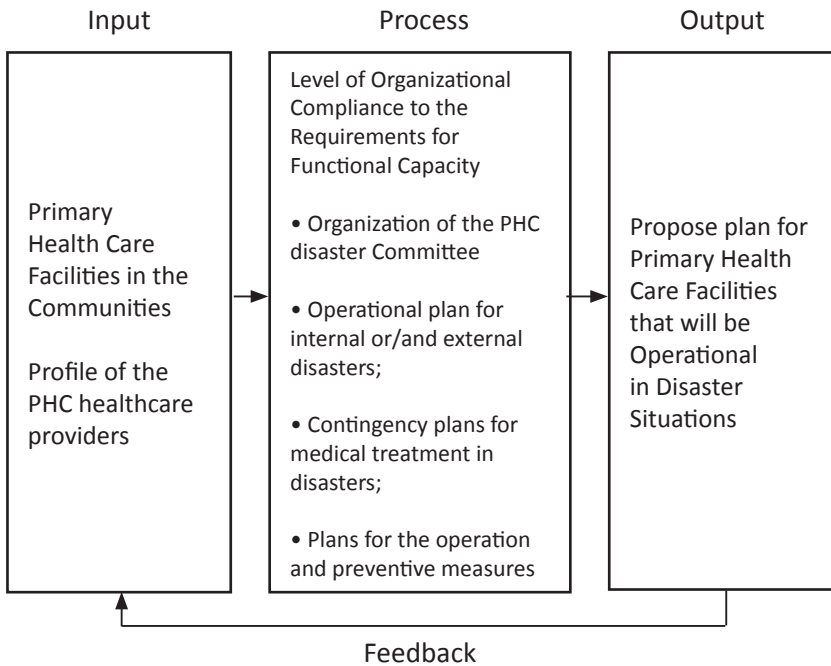 Input
Process
Output
Primary
Health Care
Facilities in the
Communities
Profile of the
PHC healthcare
providers
Level of Organizational
Compliance to the
Requirements for
Functional Capacity
• Organization of the PHC
disaster Committee
• Operational plan for
internal or/and external
disasters;
• Contingency plans for
medical treatment in
disasters;
• Plans for the operation
and preventive measures
Propose plan for
Primary Health
Care Facilities
that will be
Operational
in Disaster
Situations
Feedback